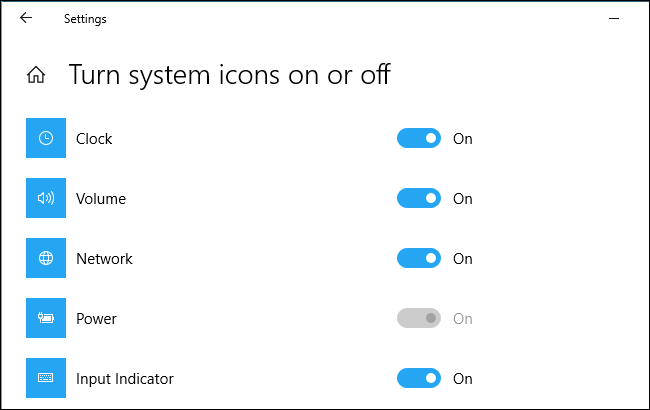 Settings
Turn system icons on or off
Clock On
Volume On
Network On
Power On
Input Indicator On